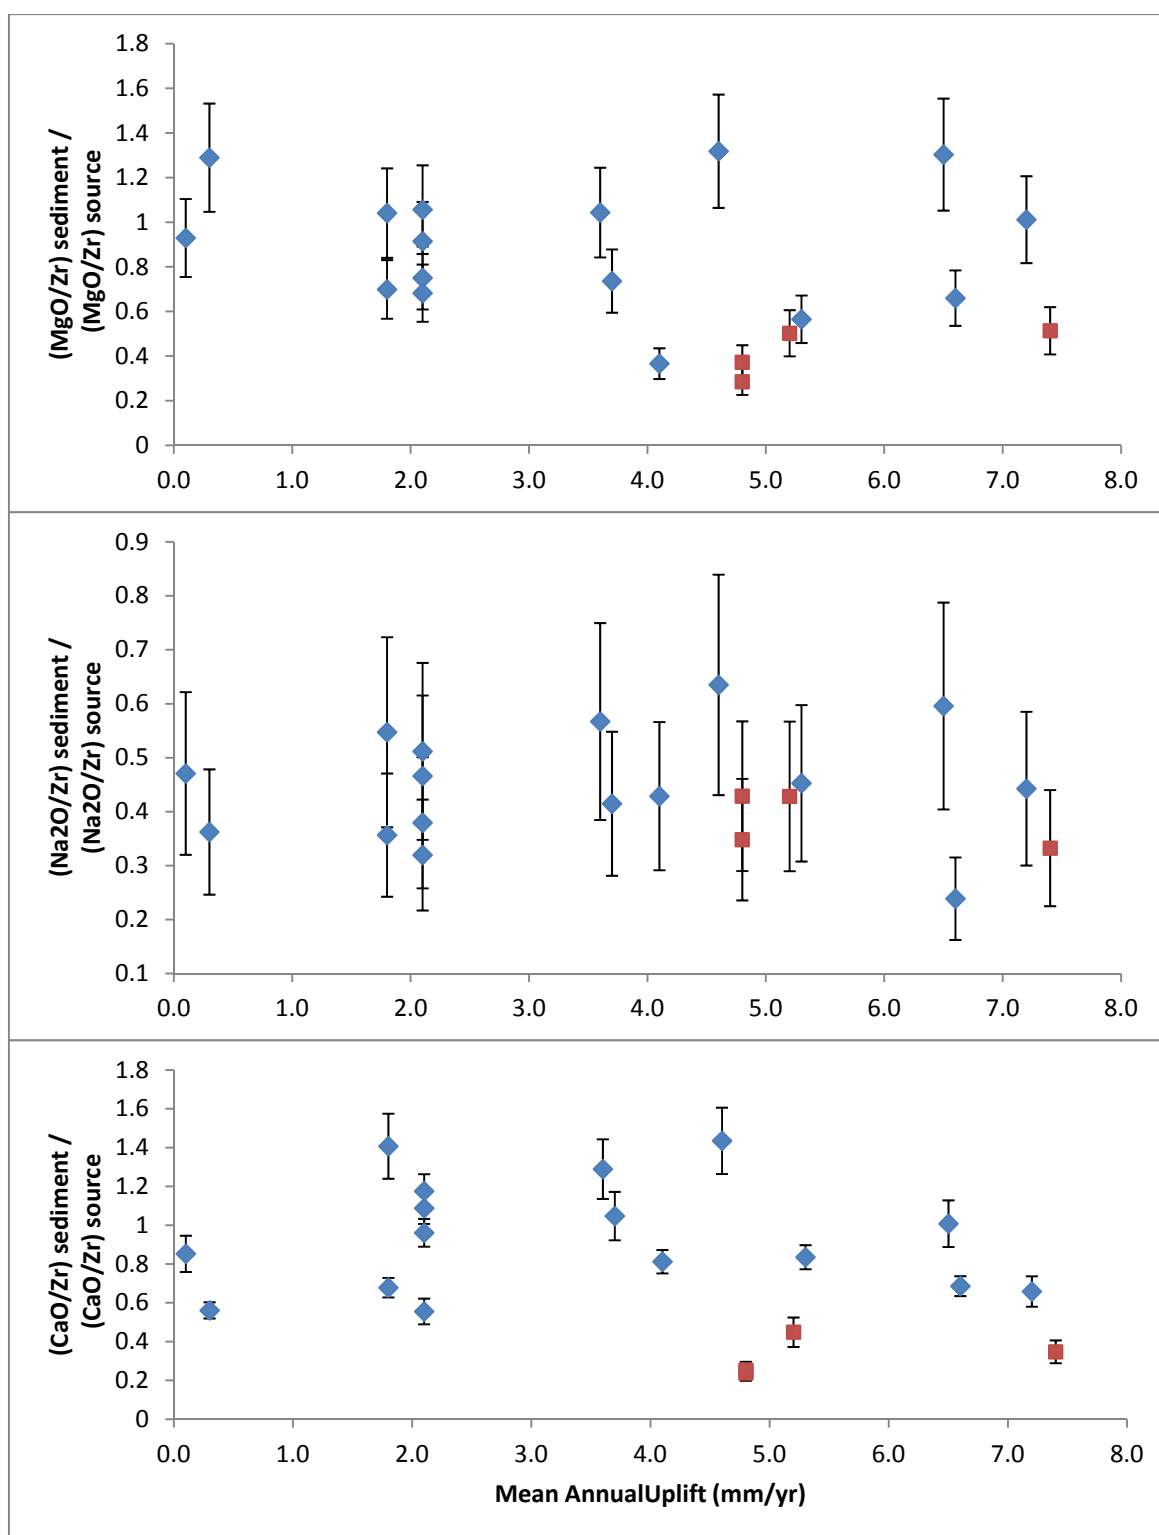 1.8
1.6
1.4
1.2
1
0.8
0.6
0.4
0.2
0
(MgO/Zr) sediment /
(MgO/Zr) source
0.0 1.0 2.0 3.0 4.0 5.0 6.0 7.0 8.0
0.9
0.8
0.7
0.6
0.5
0.4
0.3
0.2
0.1
(Na2O/Zr) sediment /
(Na2O/Zr) source
0.0 1.0 2.0 3.0 4.0 5.0 6.0 7.0 8.0
1.8
1.6
1.4
1.2
1
0.8
0.6
0.4
0.2
0
(CaO/Zr) sediment /
(CaO/Zr) source
0.0 1.0 2.0 3.0 4.0 5.0 6.0 7.0 8.0
Mean AnnualUplift (mm/yr)